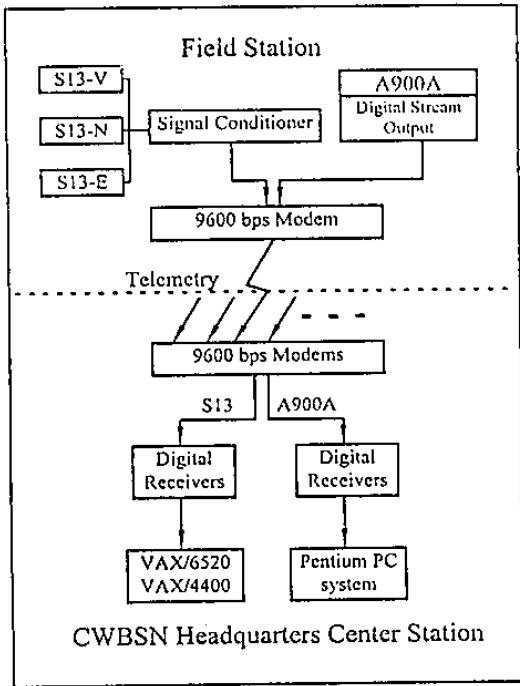 Field Station
S13-V
S13-N
S13-E
Signal Conditioner
A900A
Digital Stream
Output
9600 bps Modem
Telemetry
9600 bps Modems
S13
A900A
Digital
Receivers
Digital
Receivers
VAX/6520
VAX/4400
Pentium PC
system
CWBSN Headquarters Center Station